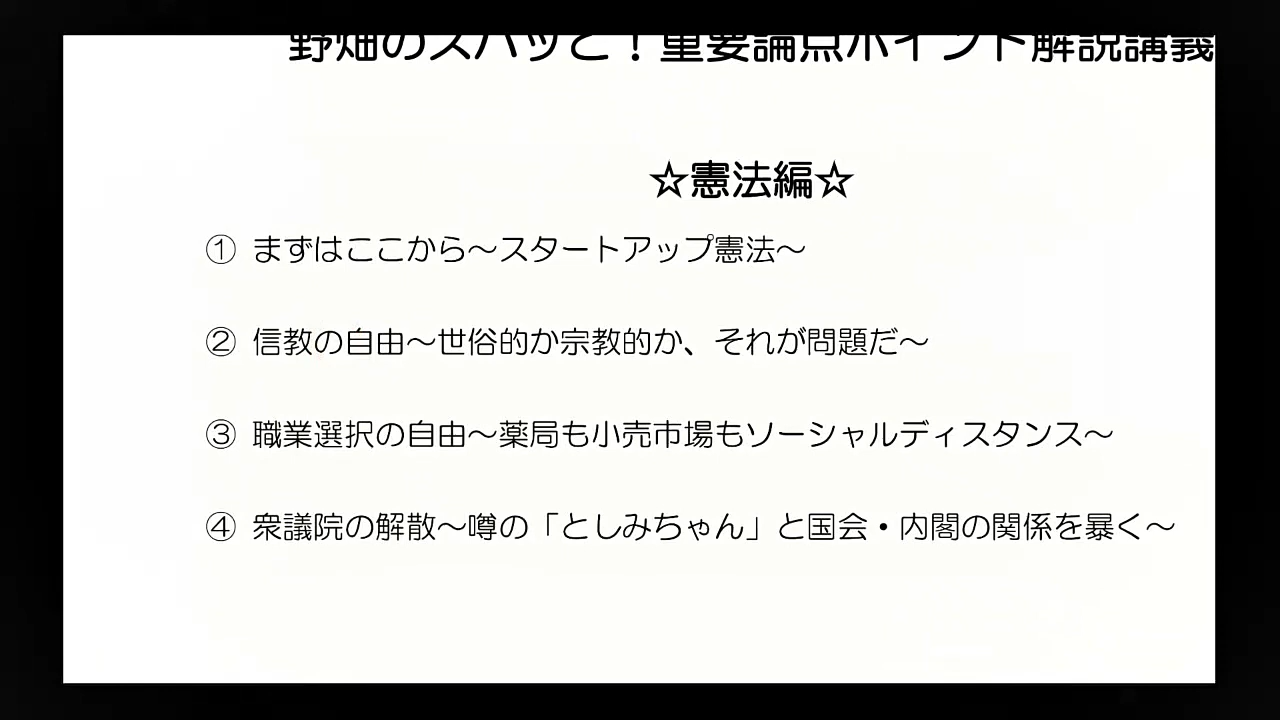 野畑のズバッと！重要論点ポイント解説講義
☆憲法編☆
① まずはここから～スタートアップ憲法～
② 信教の自由～世俗的か宗教的か、それが問題だ～
③ 職業選択の自由～薬局も小売市場もソーシャルディスタンス～
④ 衆議院の解散～噂の「としみちゃん」と国会・内閣の関係を暴く～